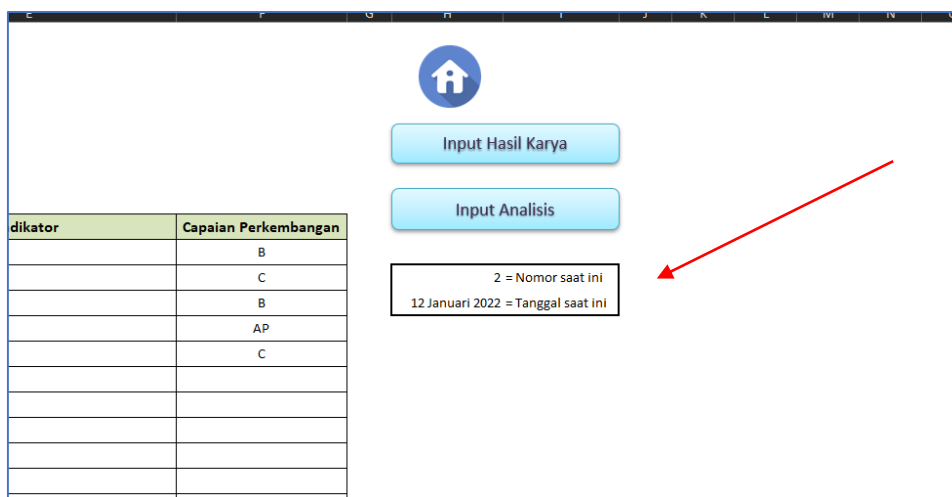 E F G H I J K L M N
Input Hasil Karya
Input Analisis
dikator Capaian Perkembangan
B
C
2 = Nomor saat ini
B
12 Januari 2022 = Tanggal saat ini
AP
C